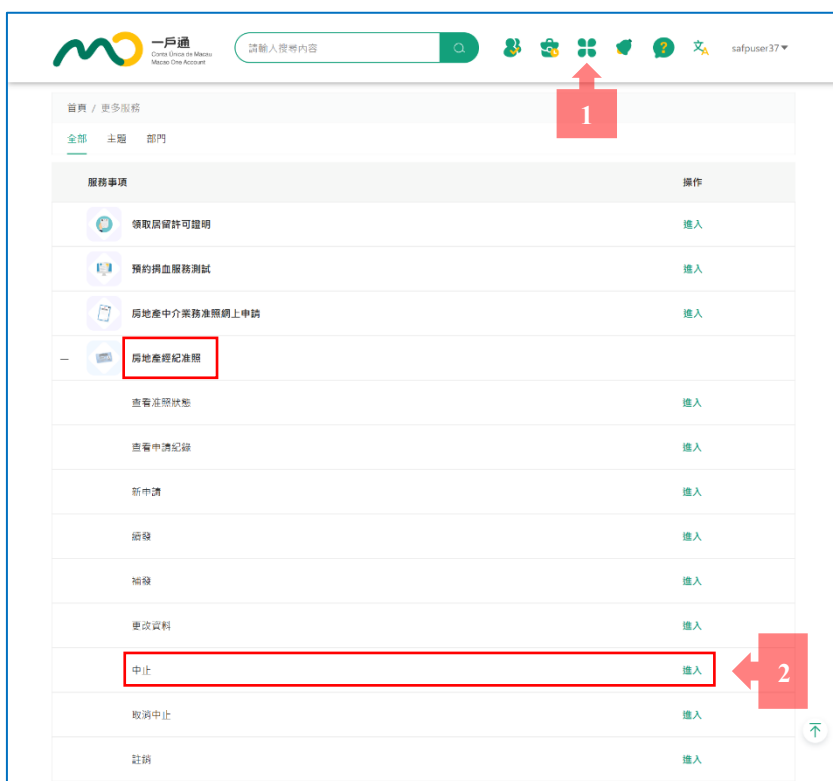 一戶通
Conta Única de Macau
Macao One Account
請輸入搜尋內容
safpuser37
1
首頁 / 更多服務
全部 主題 部門
服務事項 操作
領取居留許可證明 進入
預約捐血服務測試 進入
房地產中介業務准照網上申請 進入
房地產經紀准照
查看准照狀態 進入
查看申請紀錄 進入
新申請 進入
續發 進入
補發 進入
更改資料 進入
中止 進入 2
取消中止 進入
註銷 進入